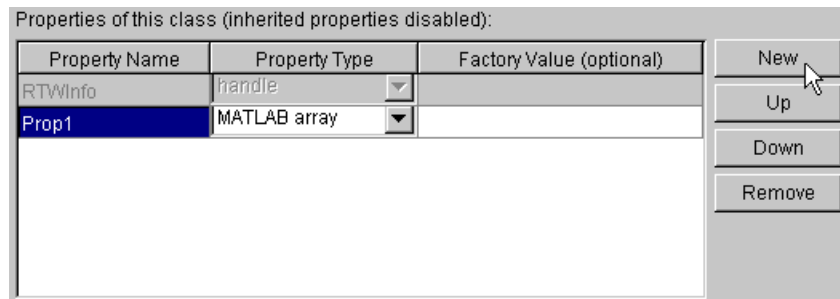 Properties of this class (inherited properties disabled):
Property Name Property Type Factory Value (optional) New
RTWInfo handle
Up
Prop1 MATLAB array
Down
Remove